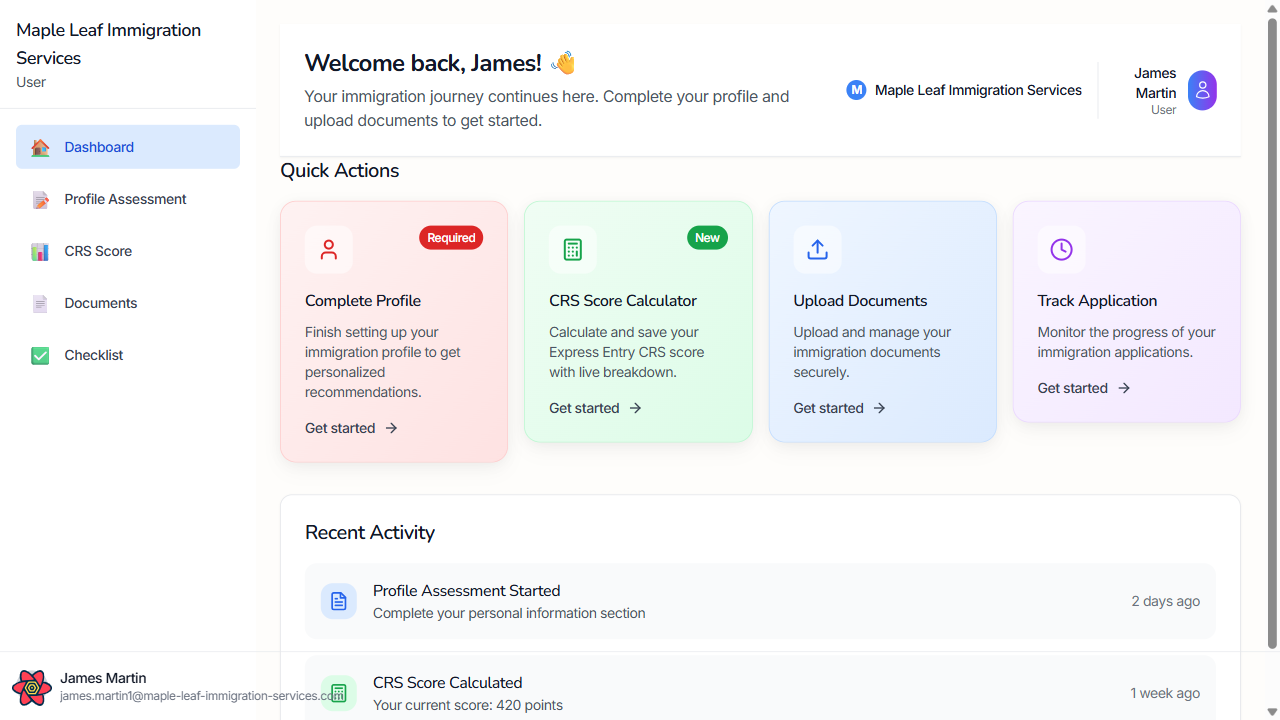 Maple Leaf Immigration
Services
User
Dashboard
Profile Assessment
CRS Score
Documents
Checklist
James Martin
james.martin1@maple-leaf-immigration-services.com
Welcome back, James! 👋
Your immigration journey continues here. Complete your profile and
upload documents to get started.
M Maple Leaf Immigration Services
James
Martin
User
Quick Actions
Required
Complete Profile
Finish setting up your
immigration profile to get
personalized
recommendations.
Get started →
New
CRS Score Calculator
Calculate and save your
Express Entry CRS score
with live breakdown.
Get started →
Upload Documents
Upload and manage your
immigration documents
securely.
Get started →
Track Application
Monitor the progress of your
immigration applications.
Get started →
Recent Activity
Profile Assessment Started
Complete your personal information section
2 days ago
CRS Score Calculated
Your current score: 420 points
1 week ago